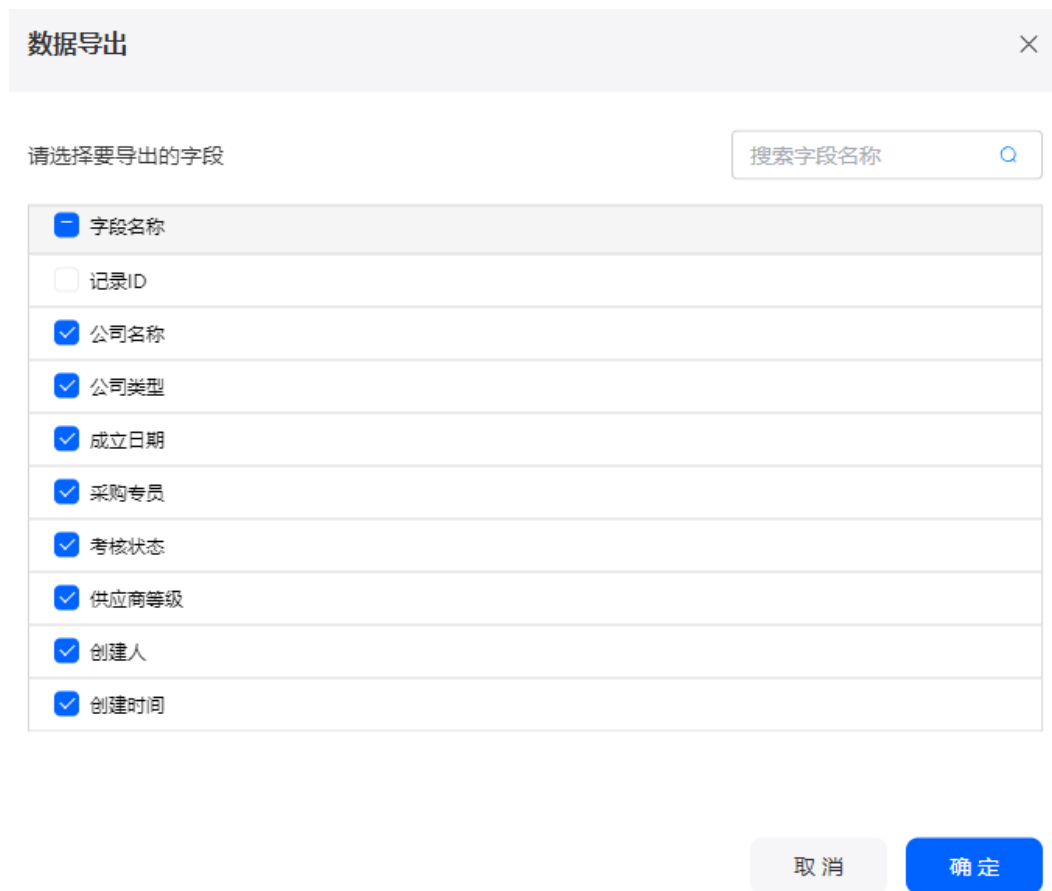 数据导出
请选择要导出的字段
搜索字段名称
字段名称
记录ID
公司名称
公司类型
成立日期
采购专员
考核状态
供应商等级
创建人
创建时间
取消
确定